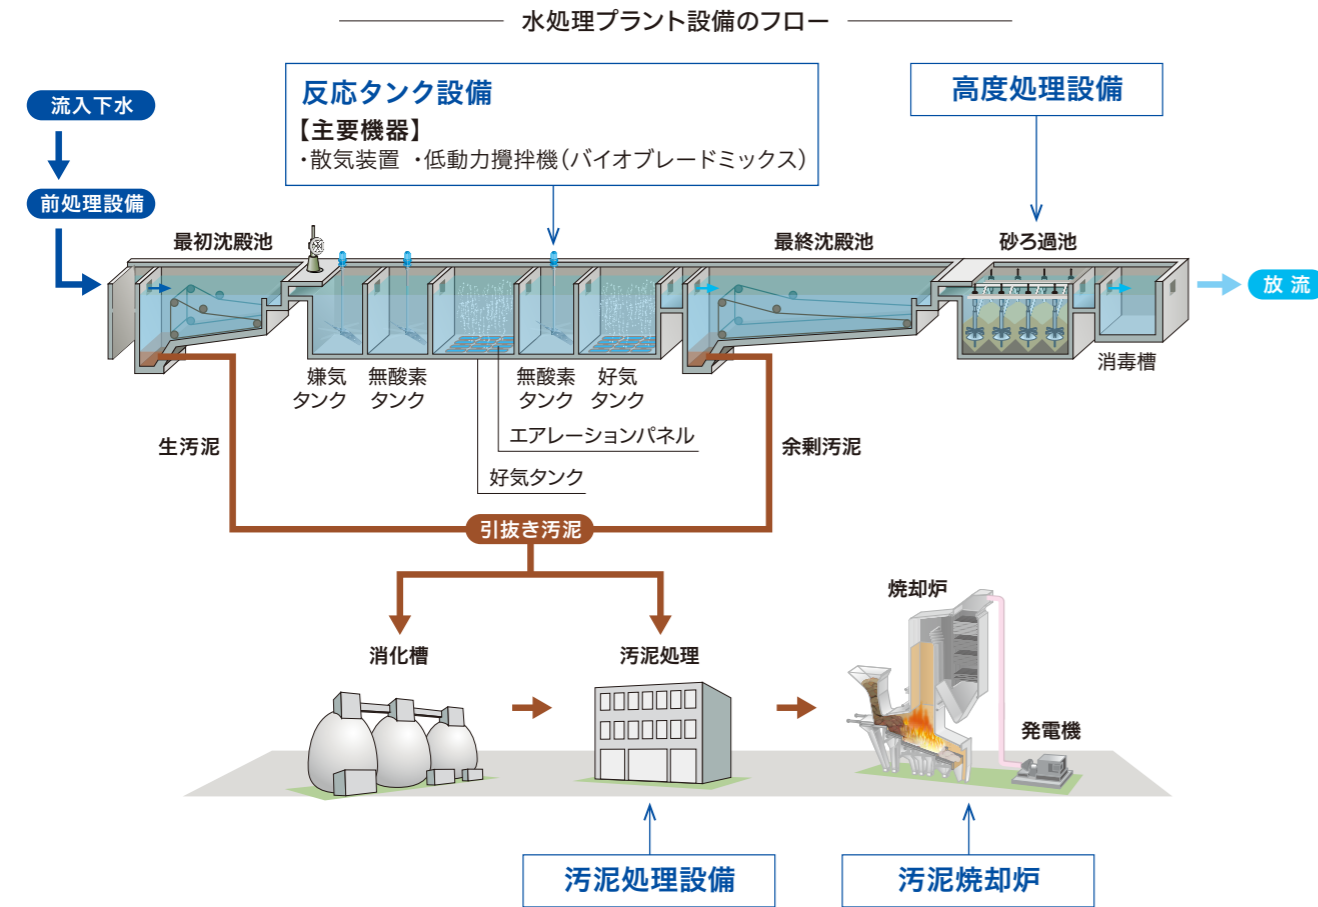 水処理プラント設備のフロー
流入下水
前処理設備
反応タンク設備
【主要機器】
・散気装置 ・低動力攪拌機(バイオブレードミックス)
高度処理設備
最初沈殿池
最終沈殿池
砂ろ過池
放流
嫌気
タンク
無酸素
タンク
無酸素
タンク
好気
タンク
消毒槽
エアレーションパネル
好気タンク
生汚泥
余剰汚泥
引抜き汚泥
消化槽
汚泥処理
焼却炉
発電機
汚泥処理設備
汚泥焼却炉